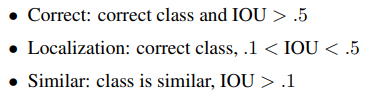 • Correct: correct class and IOU > .5
• Localization: correct class, .1 < IOU < .5
• Similar: class is similar, IOU > .1